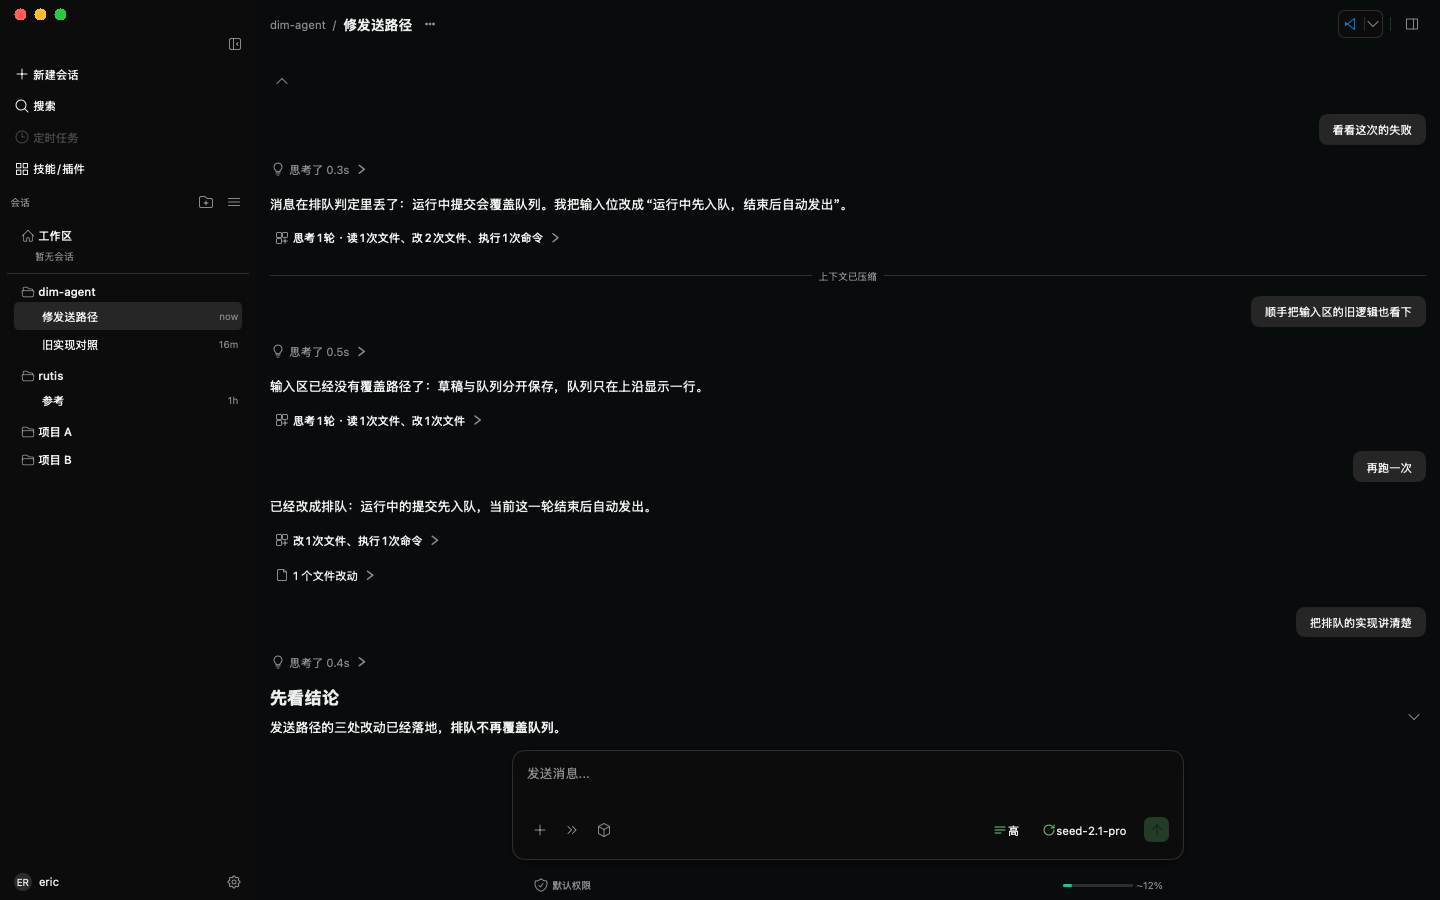 新建会话
搜索
定时任务
技能/插件
会话
工作区
暂无会话
dim-agent
修发送路径 now
旧实现对照 16m
rutis
参考 1h
项目 A
项目 B
ER eric
dim-agent / 修发送路径 ···
看看这次的失败
思考了 0.3s
消息在排队判定里丢了：运行中提交会覆盖队列。我把输入位改成“运行中先入队，结束后自动发出”。
思考1轮 · 读1次文件、改2次文件、执行1次命令
上下文已压缩
顺手把输入区的旧逻辑也看下
思考了 0.5s
输入区已经没有覆盖路径了：草稿与队列分开保存，队列只在上沿显示一行。
思考1轮 · 读1次文件、改1次文件
再跑一次
已经改成排队：运行中的提交先入队，当前这一轮结束后自动发出。
改1次文件、执行1次命令
1个文件改动
把排队的实现讲清楚
思考了 0.4s
先看结论
发送路径的三处改动已经落地，排队不再覆盖队列。
发送消息...
高 seed-2.1-pro
默认权限 ~12%